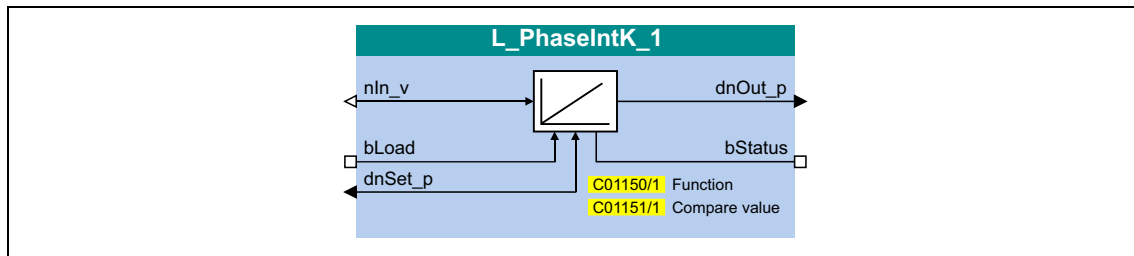 L_PhaseIntK_1
nIn_v
dnOut_p
bLoad
bStatus
dnSet_p
C01150/1 Function
C01151/1 Compare value